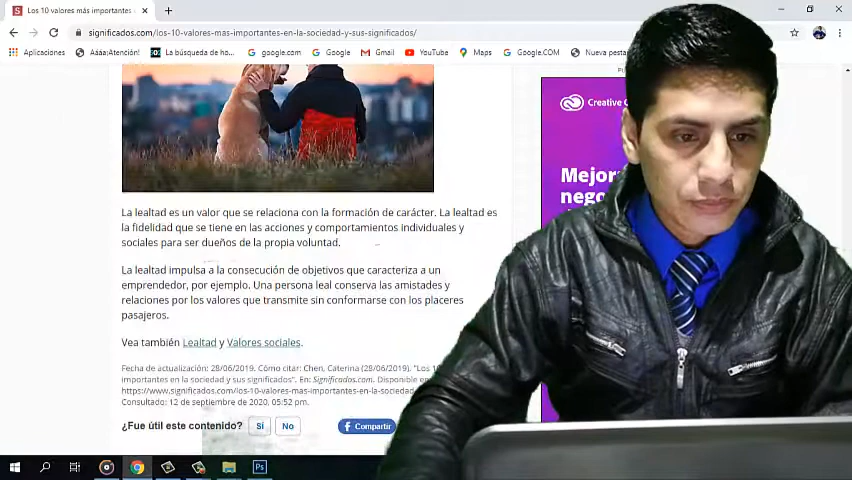 Los 10 valores más importantes
significados.com/los-10-valores-mas-importantes-en-la-sociedad-y-sus-significados/
Aplicaciones Aááa¡Atención! La búsqueda de ho... google.com Google Gmail YouTube Maps Google.COM Nueva pesta
Creative C
Mejor
nego
La lealtad es un valor que se relaciona con la formación de carácter. La lealtad es
la fidelidad que se tiene en las acciones y comportamientos individuales y
sociales para ser dueños de la propia voluntad.
La lealtad impulsa a la consecución de objetivos que caracteriza a un
emprendedor, por ejemplo. Una persona leal conserva las amistades y
relaciones por los valores que transmite sin conformarse con los placeres
pasajeros.
Vea también Lealtad y Valores sociales.
Fecha de actualización: 28/06/2019. Cómo citar: Chen, Caterina (28/06/2019). "Los 10
importantes en la sociedad y sus significados". En: Significados.com. Disponible en
https://www.significados.com/los-10-valores-mas-importantes-en-la-sociedad
Consultado: 12 de septiembre de 2020, 05:52 pm.
¿Fue útil este contenido? Sí No Compartir